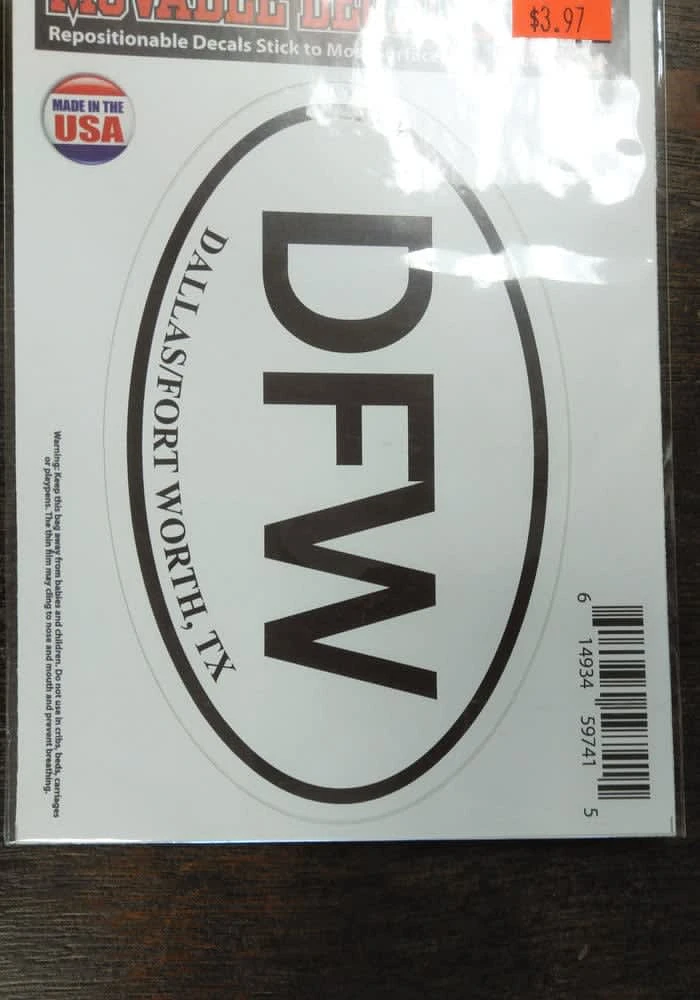 MOVABLE
$3.97
Repositionable Decals Stick to
MADE IN THE
USA
DFW
DALLAS/FORT WORTH, TX
Warning: Keep this bag away from babies and children. Do not use in cribs, beds, carriages
or playpens. The thin film may cling to nose and mouth and prevent breathing.
6 14934 59741 5